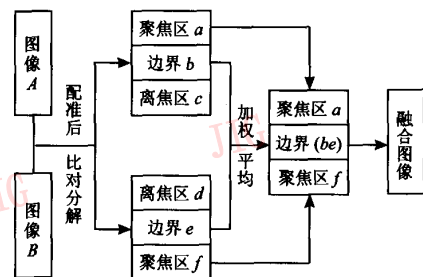 图像A
图像B
配准后
比对分解
聚焦区 a
边界 b
离焦区 c
离焦区 d
边界 e
聚焦区 f
加权
平均
聚焦区 a
边界 (be)
聚焦区 f
融合图像
JIG
JIG